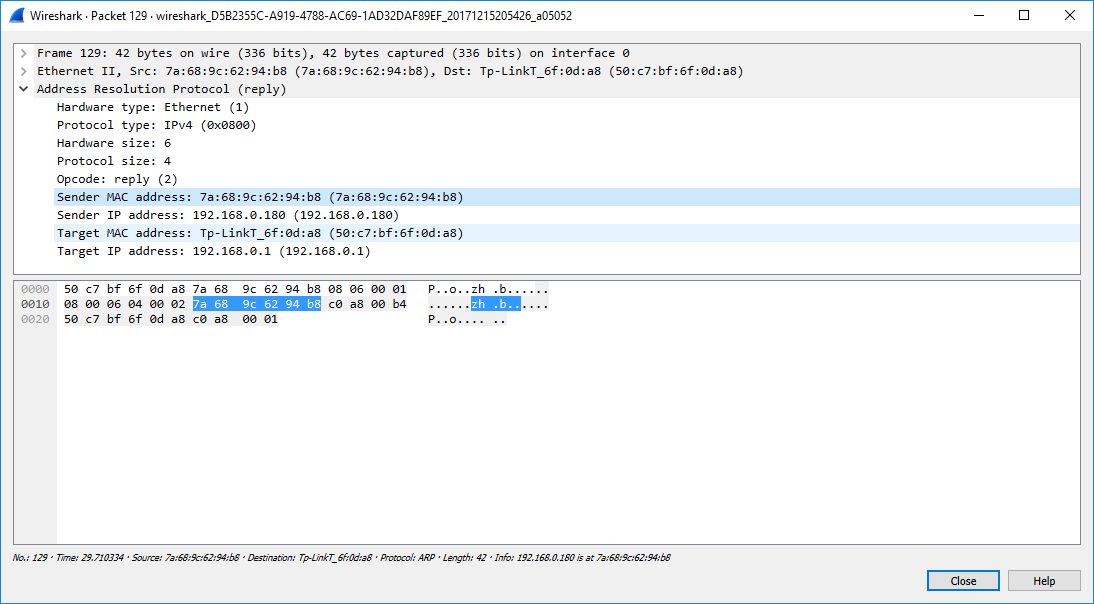 Wireshark · Packet 129 · wireshark_D5B2355C-A919-4788-AC69-1AD32DAF89EF_20171215205426_a05052
Frame 129: 42 bytes on wire (336 bits), 42 bytes captured (336 bits) on interface 0
Ethernet II, Src: 7a:68:9c:62:94:b8 (7a:68:9c:62:94:b8), Dst: Tp-LinkT_6f:0d:a8 (50:c7:bf:6f:0d:a8)
Address Resolution Protocol (reply)
Hardware type: Ethernet (1)
Protocol type: IPv4 (0x0800)
Hardware size: 6
Protocol size: 4
Opcode: reply (2)
Sender MAC address: 7a:68:9c:62:94:b8 (7a:68:9c:62:94:b8)
Sender IP address: 192.168.0.180 (192.168.0.180)
Target MAC address: Tp-LinkT_6f:0d:a8 (50:c7:bf:6f:0d:a8)
Target IP address: 192.168.0.1 (192.168.0.1)
0000 50 c7 bf 6f 0d a8 7a 68 9c 62 94 b8 08 06 00 01 P..o..zh .b......
0010 08 00 06 04 00 02 7a 68 9c 62 94 b8 c0 a8 00 b4 ......zh .b......
0020 50 c7 bf 6f 0d a8 c0 a8 00 01 P..o.... ..
No.: 129 · Time: 29.710334 · Source: 7a:68:9c:62:94:b8 · Destination: Tp-LinkT_6f:0d:a8 · Protocol: ARP · Length: 42 · Info: 192.168.0.180 is at 7a:68:9c:62:94:b8
Close Help